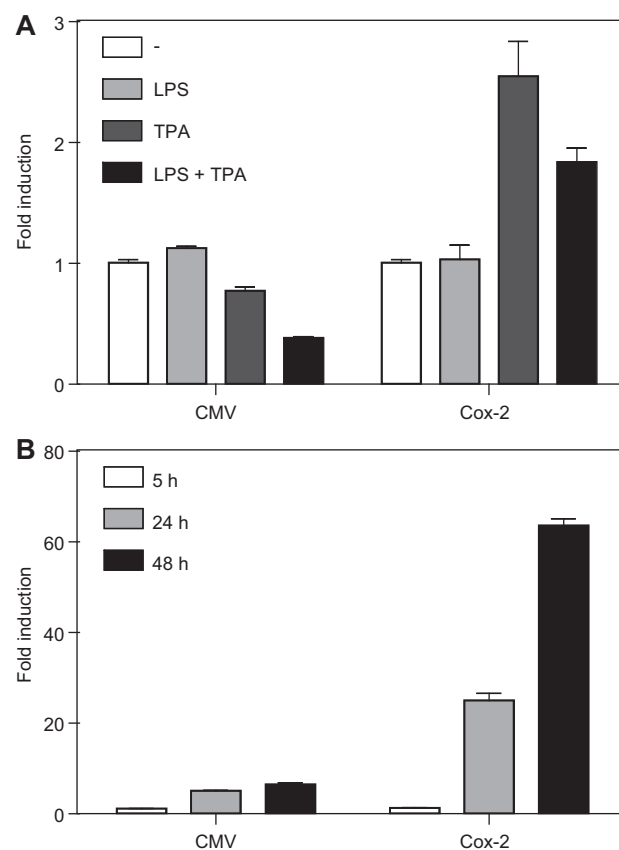 A
3
2
1
0
Fold induction
-
LPS
TPA
LPS + TPA
CMV
Cox-2
B
80
60
40
20
0
Fold induction
5 h
24 h
48 h
CMV
Cox-2